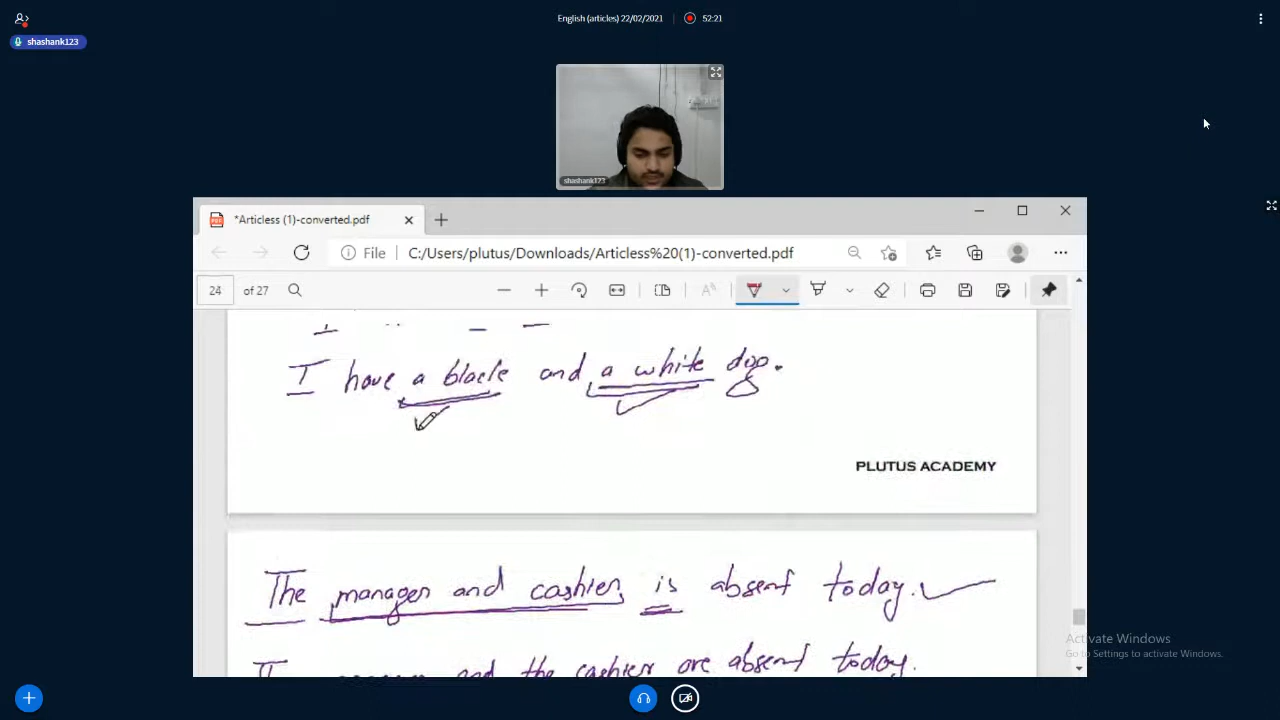 English (articles) 22/02/2021 52:21
shashank123
shashank123
*Articless (1)-converted.pdf
File C:/Users/plutus/Downloads/Articless%20(1)-converted.pdf
24 of 27
I have a black and a white dog.
PLUTUS ACADEMY
The manager and cashier is absent today.
and the cashier are absent today.
Activate Windows
Go to Settings to activate Windows.